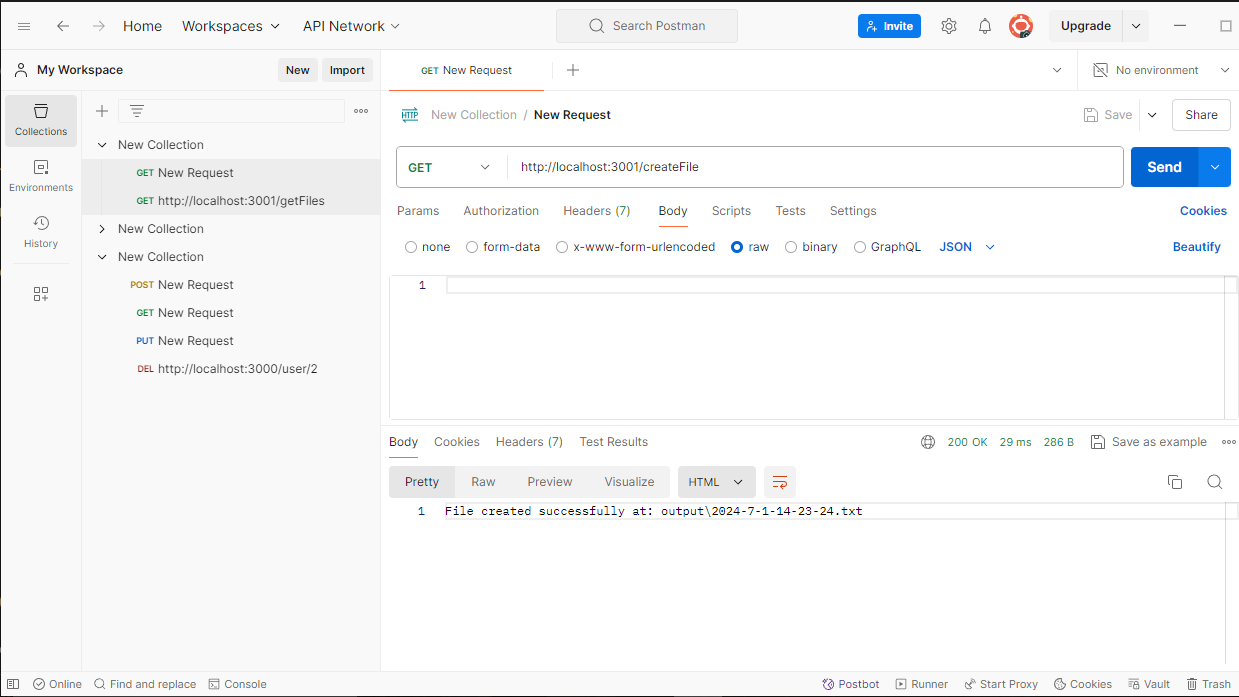 Home Workspaces API Network Search Postman Invite Upgrade
My Workspace New Import GET New Request No environment
Collections
Environments
History
New Collection
GET New Request
GET http://localhost:3001/getFiles
New Collection
New Collection
POST New Request
GET New Request
PUT New Request
DEL http://localhost:3000/user/2
HTTP New Collection / New Request Save Share
GET http://localhost:3001/createFile Send
Params Authorization Headers (7) Body Scripts Tests Settings Cookies
none form-data x-www-form-urlencoded raw binary GraphQL JSON Beautify
1
Body Cookies Headers (7) Test Results 200 OK 29 ms 286 B Save as example
Pretty Raw Preview Visualize HTML
1 File created successfully at: output\2024-7-1-14-23-24.txt
Online Find and replace Console Postbot Runner Start Proxy Cookies Vault Trash